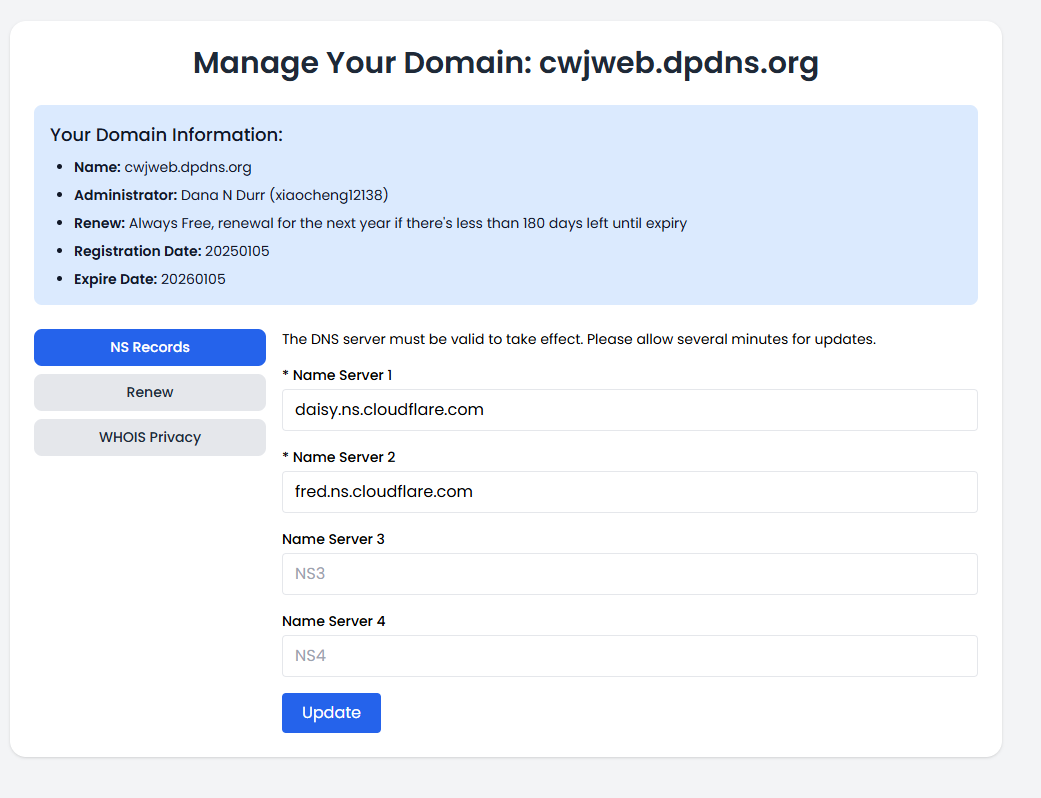 Manage Your Domain: cwjweb.dpdns.org
Your Domain Information:
Name: cwjweb.dpdns.org
Administrator: Dana N Durr (xiaocheng12138)
Renew: Always Free, renewal for the next year if there's less than 180 days left until expiry
Registration Date: 20250105
Expire Date: 20260105
NS Records
Renew
WHOIS Privacy
The DNS server must be valid to take effect. Please allow several minutes for updates.
* Name Server 1
daisy.ns.cloudflare.com
* Name Server 2
fred.ns.cloudflare.com
Name Server 3
NS3
Name Server 4
NS4
Update